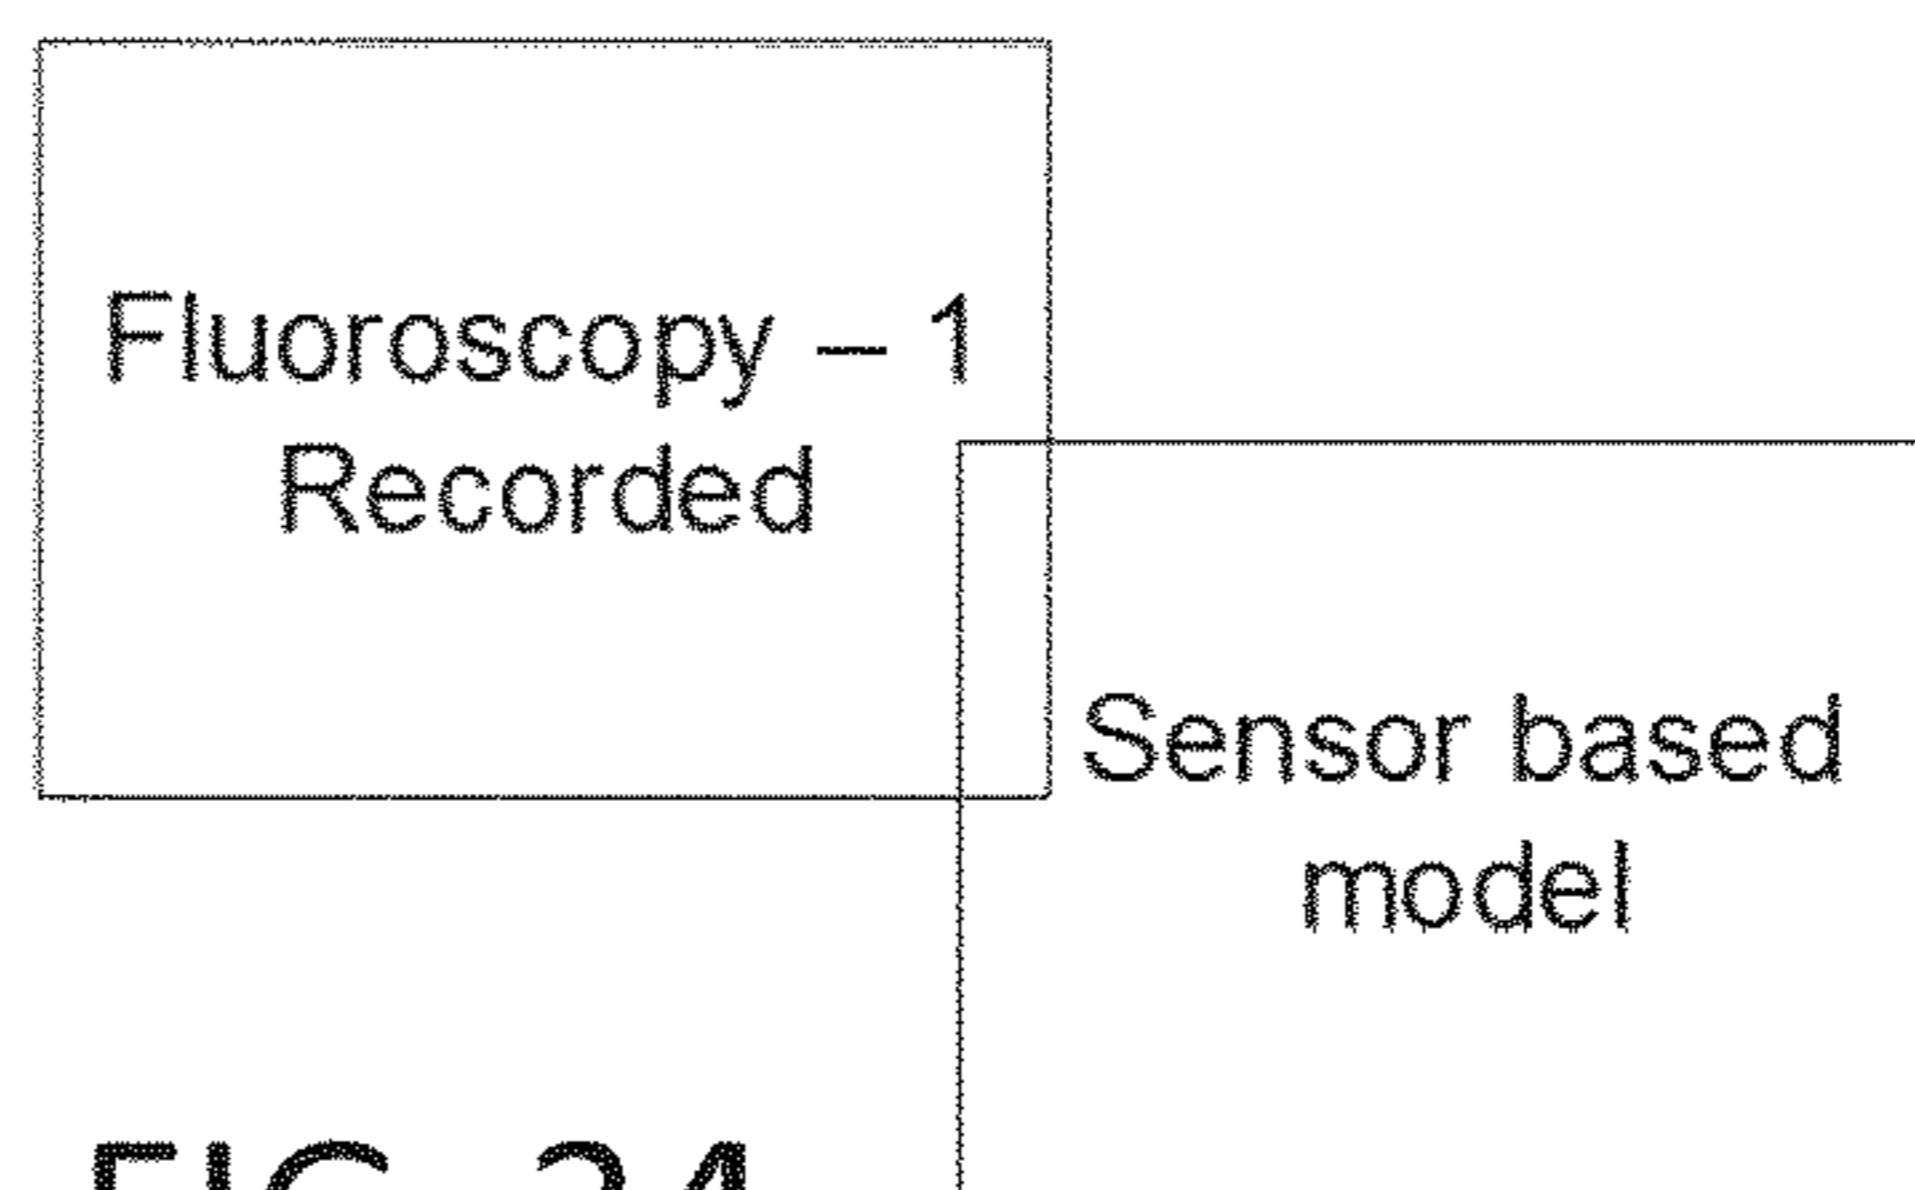 Fluoroscopy – 1
Recorded
Sensor based
model